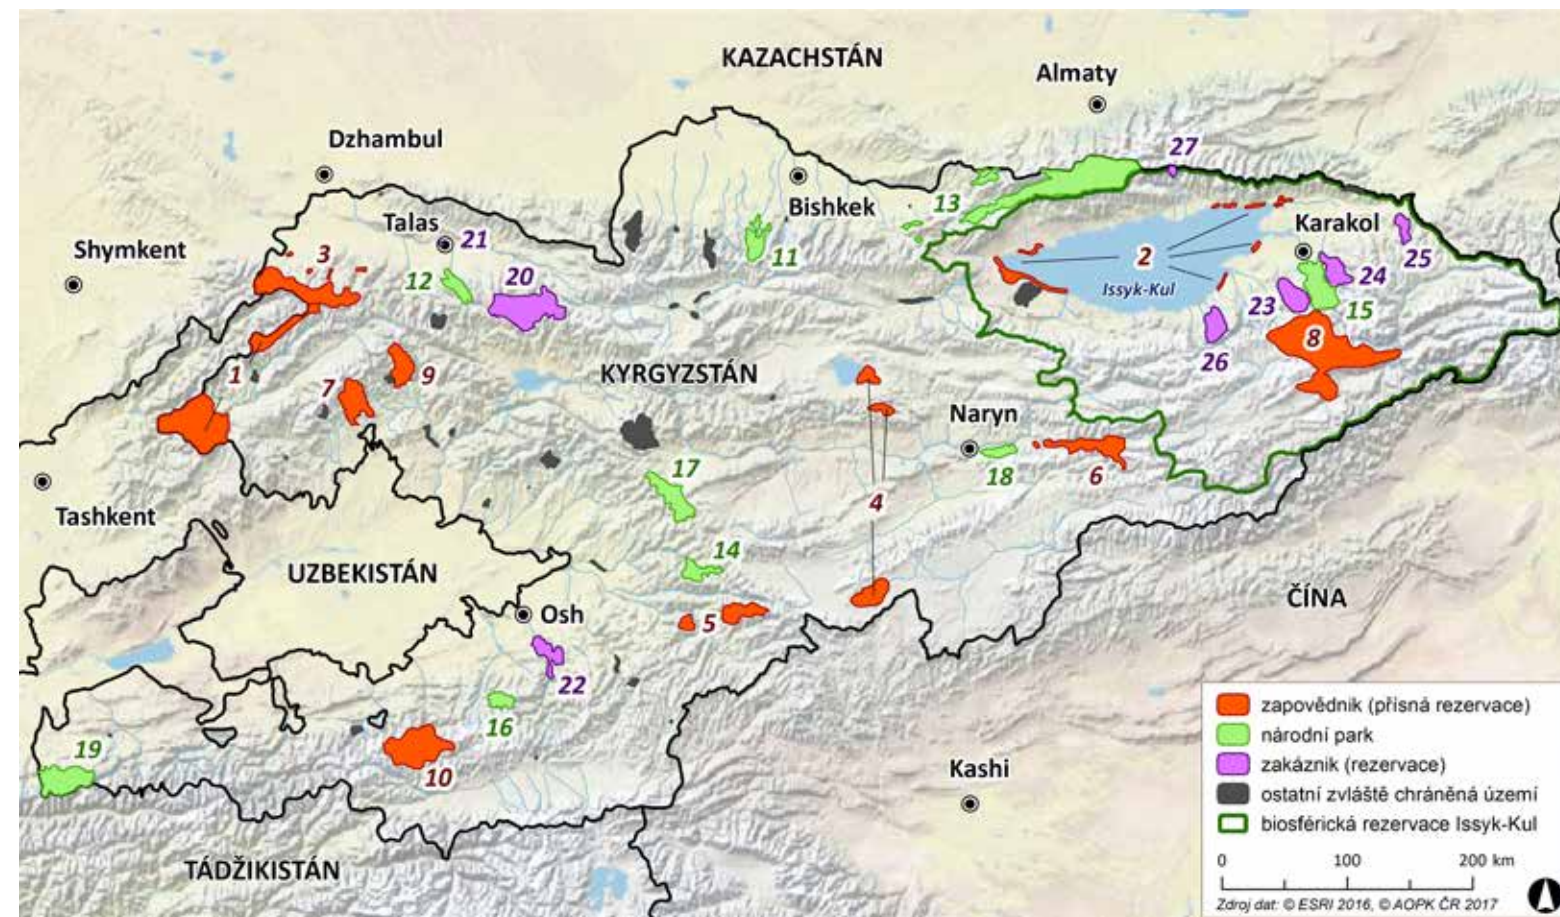 KAZACHSTÁN
Almaty
Dzhambul
27
Bishkek
13
Talas
21
Karakol
Shymkent
3
11
2
25
12
20
24
Issyk-Kul
23
15
8
26
1
7
9
KYRGYZSTÁN
Naryn
17
18
6
Tashkent
4
14
UZBEKISTÁN
ČÍNA
Osh
5
22
16
19
10
Kashi
TÁDŽIKISTÁN
zapovědnik (přísná rezervace)
národní park
zakáznik (rezervace)
ostatní zvláště chráněná území
biosférická rezervace Issyk-Kul
0 100 200 km
Zdroj dat: © ESRI 2016, © AOPK ČR 2017